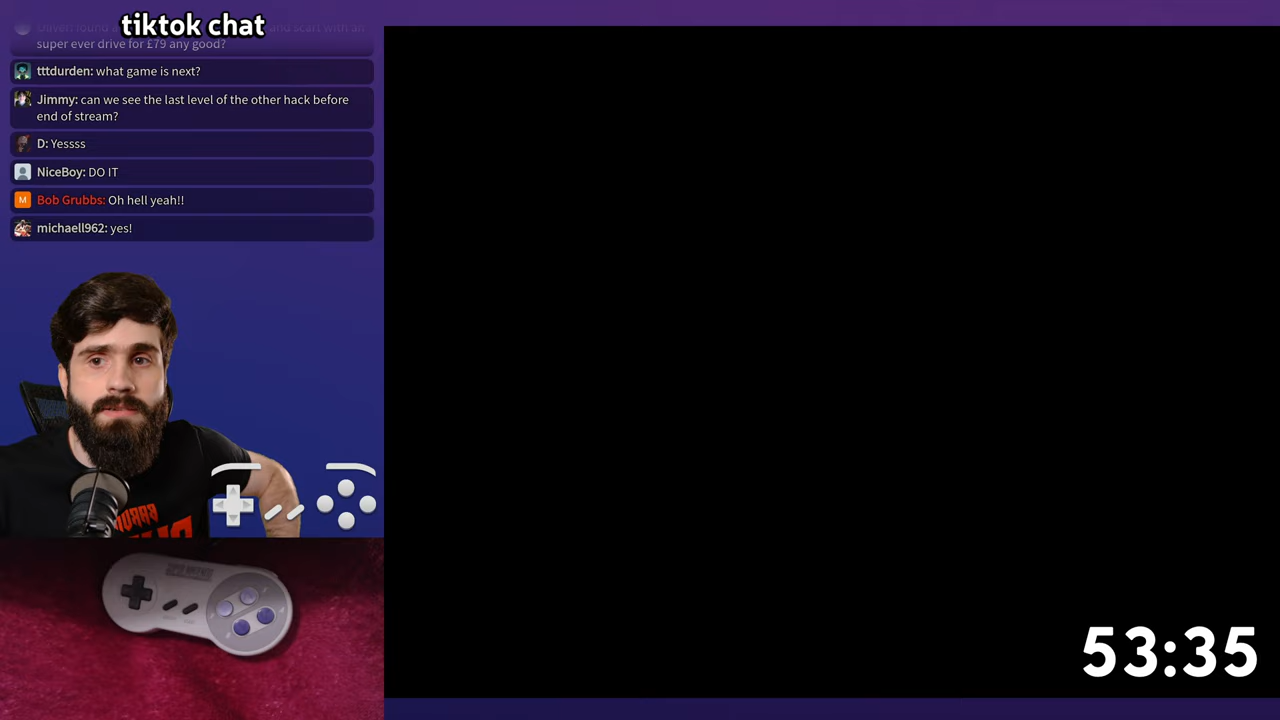 tiktok chat
super ever drive for £79 any good?
tttdurden: what game is next?
Jimmy: can we see the last level of the other hack before
end of stream?
D: Yessss
NiceBoy: DO IT
M
Bob Grubbs: Oh hell yeah!!
michaell962: yes!
53:35